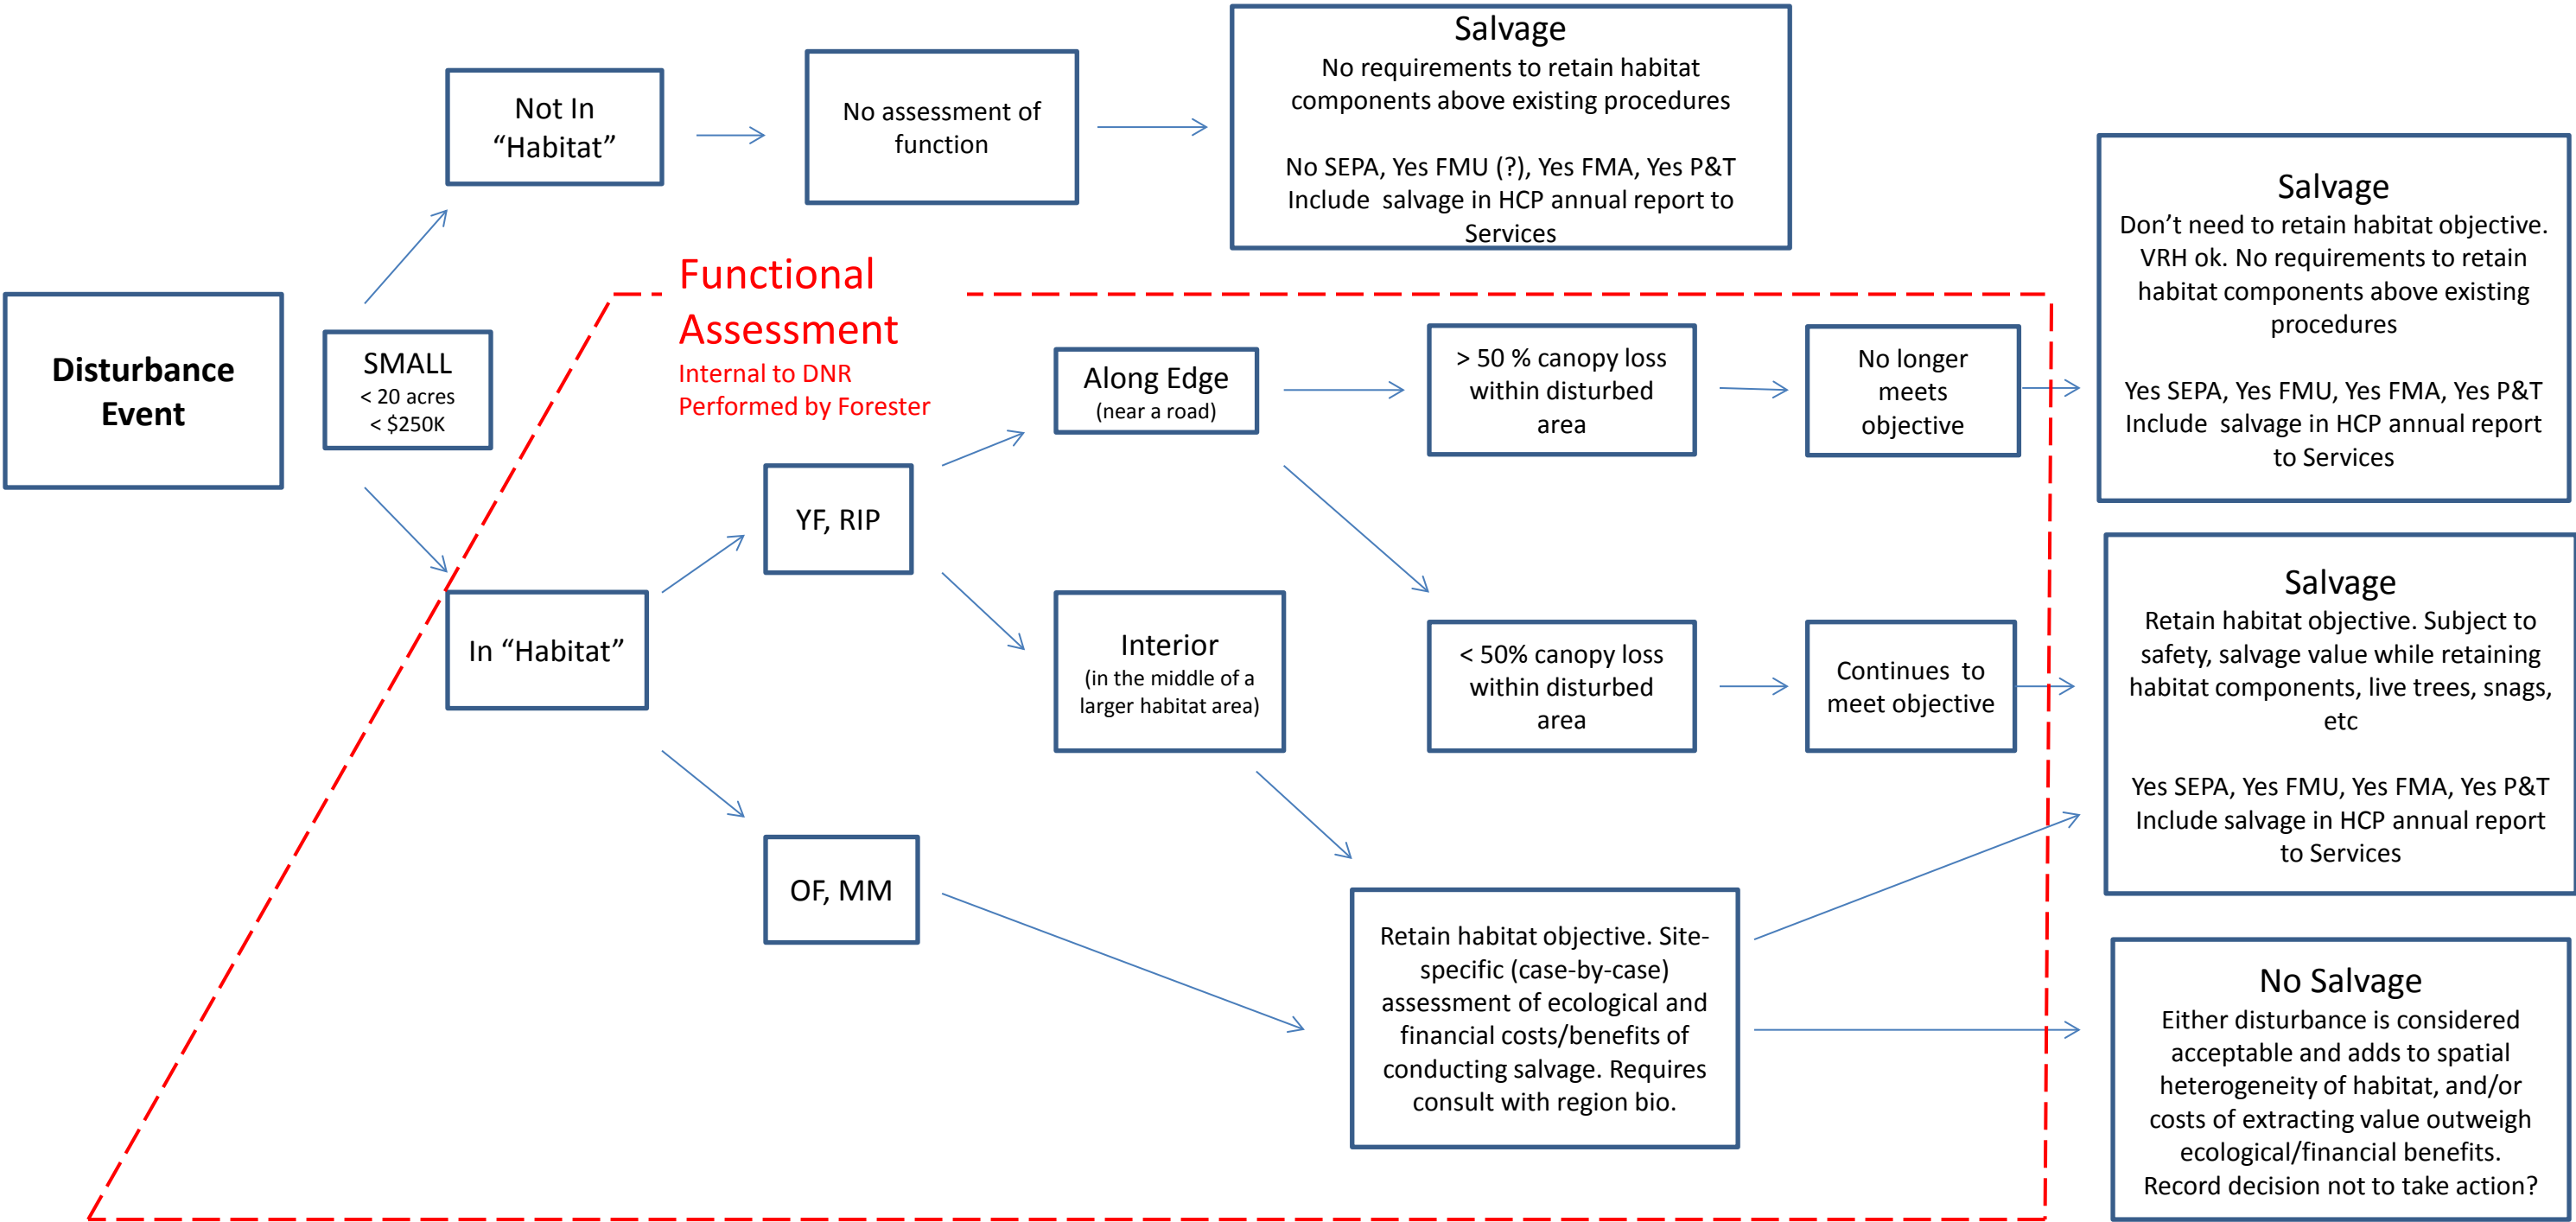 Disturbance
Event
SMALL
< 20 acres
< $250K
Not In
“Habitat”
No assessment of
function
Salvage
No requirements to retain habitat
components above existing procedures
No SEPA, Yes FMU (?), Yes FMA, Yes P&T
Include  salvage in HCP annual report to
Services
Functional
Assessment
Internal to DNR
Performed by Forester
In “Habitat”
YF, RIP
OF, MM
Along Edge
(near a road)
Interior
(in the middle of a
larger habitat area)
> 50 % canopy loss
within disturbed
area
< 50% canopy loss
within disturbed
area
No longer
meets
objective
Continues  to
meet objective
Retain habitat objective. Site-
specific (case-by-case)
assessment of ecological and
financial costs/benefits of
conducting salvage. Requires
consult with region bio.
Salvage
Don’t need to retain habitat objective.
VRH ok. No requirements to retain
habitat components above existing
procedures
Yes SEPA, Yes FMU, Yes FMA, Yes P&T
Include  salvage in HCP annual report
to Services
Salvage
Retain habitat objective. Subject to
safety, salvage value while retaining
habitat components, live trees, snags,
etc
Yes SEPA, Yes FMU, Yes FMA, Yes P&T
Include salvage in HCP annual report
to Services
No Salvage
Either disturbance is considered
acceptable and adds to spatial
heterogeneity of habitat, and/or
costs of extracting value outweigh
ecological/financial benefits.
Record decision not to take action?